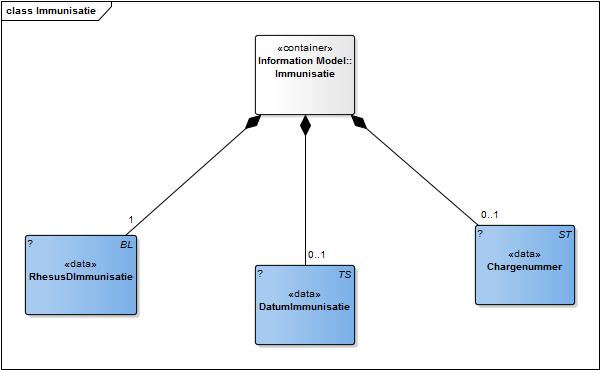 class Immunisatie
«container»
Information Model::
Immunisatie
1
0..1
0..1
? BL
«data»
RhesusDImmunisatie
? TS
«data»
DatumImmunisatie
? ST
«data»
Chargenummer